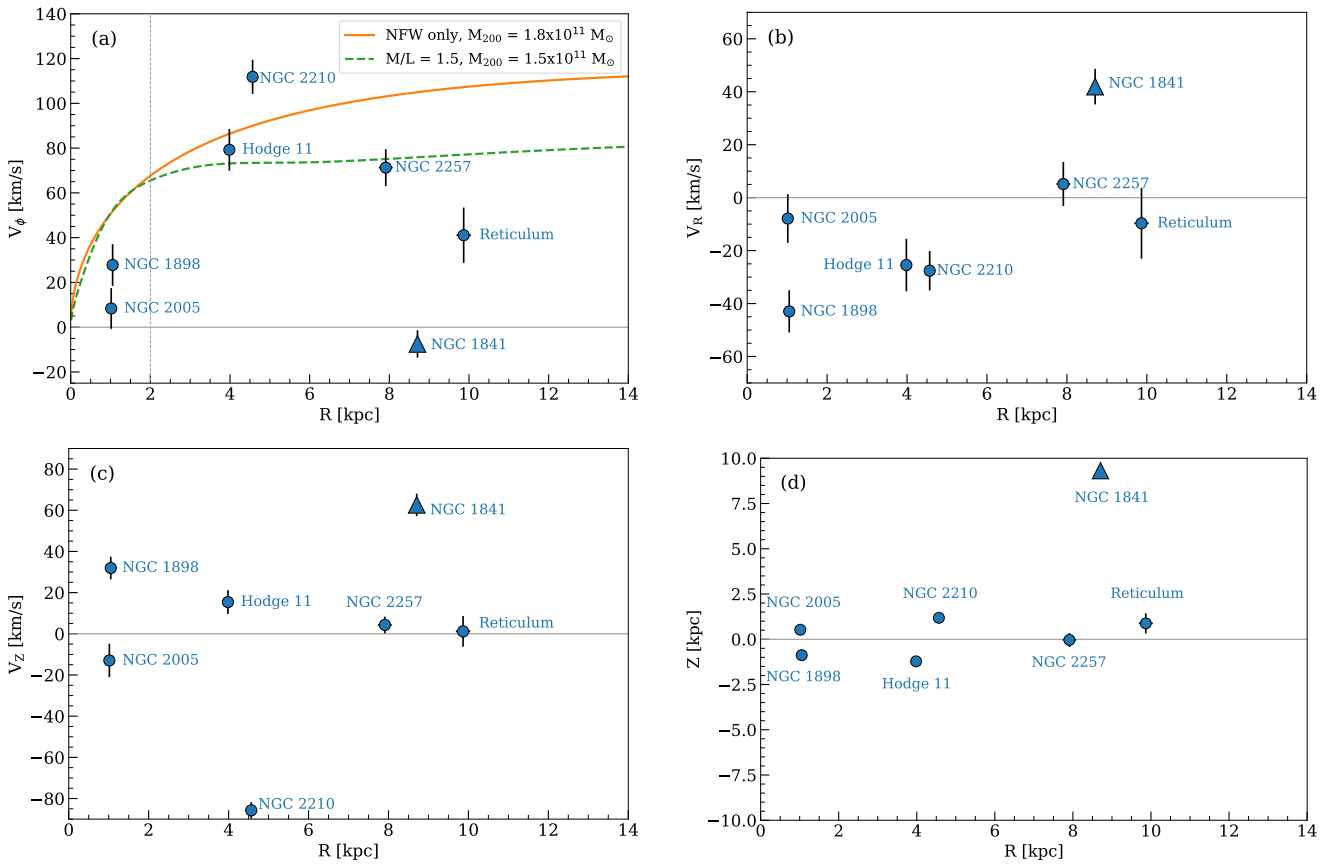 (a)
NFW only, M200 = 1.8x10^11 M⊙
M/L = 1.5, M200 = 1.5x10^11 M⊙
NGC 2210
Hodge 11
NGC 2257
Reticulum
NGC 1898
NGC 2005
NGC 1841
140
120
100
80
60
40
20
0
−20
Vϕ [km/s]
0 2 4 6 8 10 12 14
R [kpc]
(b)
NGC 1841
NGC 2257
NGC 2005
Reticulum
Hodge 11
NGC 2210
NGC 1898
60
40
20
0
−20
−40
−60
VR [km/s]
0 2 4 6 8 10 12 14
R [kpc]
(c)
NGC 1841
NGC 1898
Hodge 11
NGC 2257
Reticulum
NGC 2005
NGC 2210
80
60
40
20
0
−20
−40
−60
−80
VZ [km/s]
0 2 4 6 8 10 12 14
R [kpc]
(d)
NGC 1841
NGC 2005
NGC 2210
Reticulum
NGC 1898
Hodge 11
NGC 2257
10.0
7.5
5.0
2.5
0.0
−2.5
−5.0
−7.5
−10.0
Z [kpc]
0 2 4 6 8 10 12 14
R [kpc]